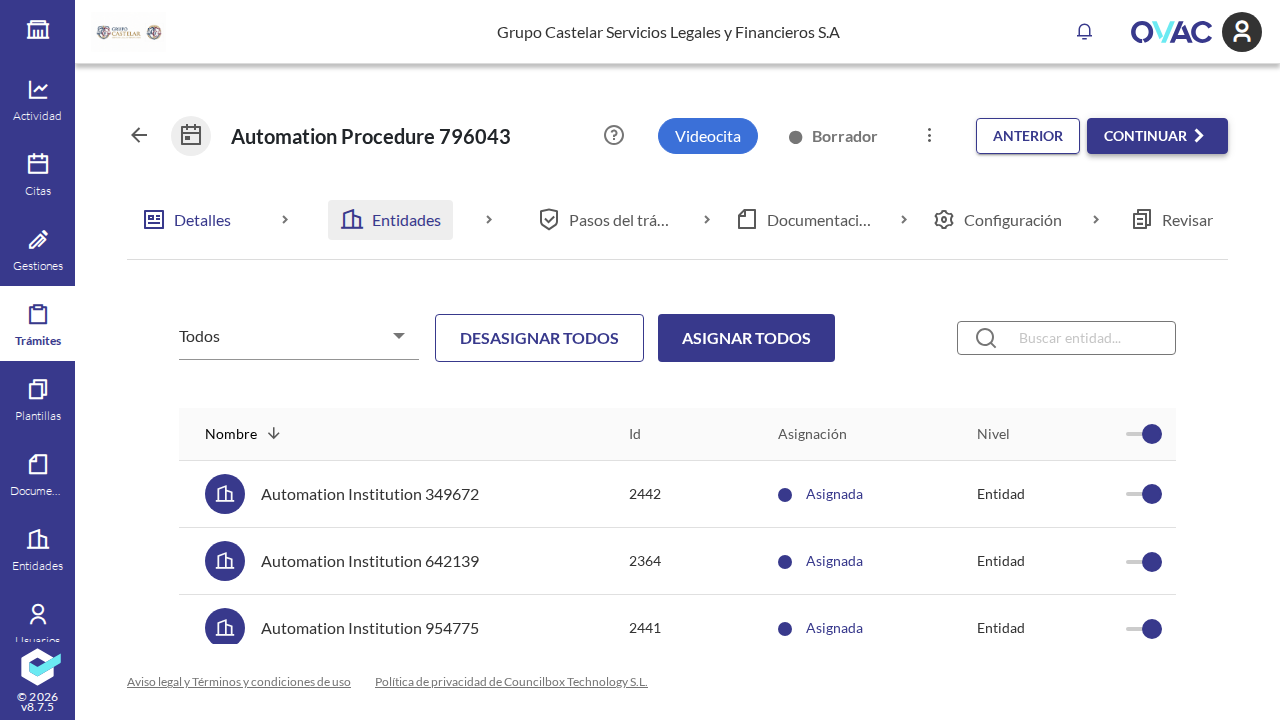 GRUPO
CASTELAR
Grupo Castelar Servicios Legales y Financieros S.A
OVAC
Actividad
Citas
Gestiones
Trámites
Plantillas
Docume...
Entidades
Usuarios
© 2026
v8.7.5
Automation Procedure 796043
Videocita
Borrador
ANTERIOR
CONTINUAR
Detalles
Entidades
Pasos del trá...
Documentaci...
Configuración
Revisar
Todos
DESASIGNAR TODOS
ASIGNAR TODOS
Buscar entidad...
Nombre Id Asignación Nivel
Automation Institution 349672 2442 Asignada Entidad
Automation Institution 642139 2364 Asignada Entidad
Automation Institution 954775 2441 Asignada Entidad
Aviso legal y Términos y condiciones de uso
Política de privacidad de Councilbox Technology S.L.